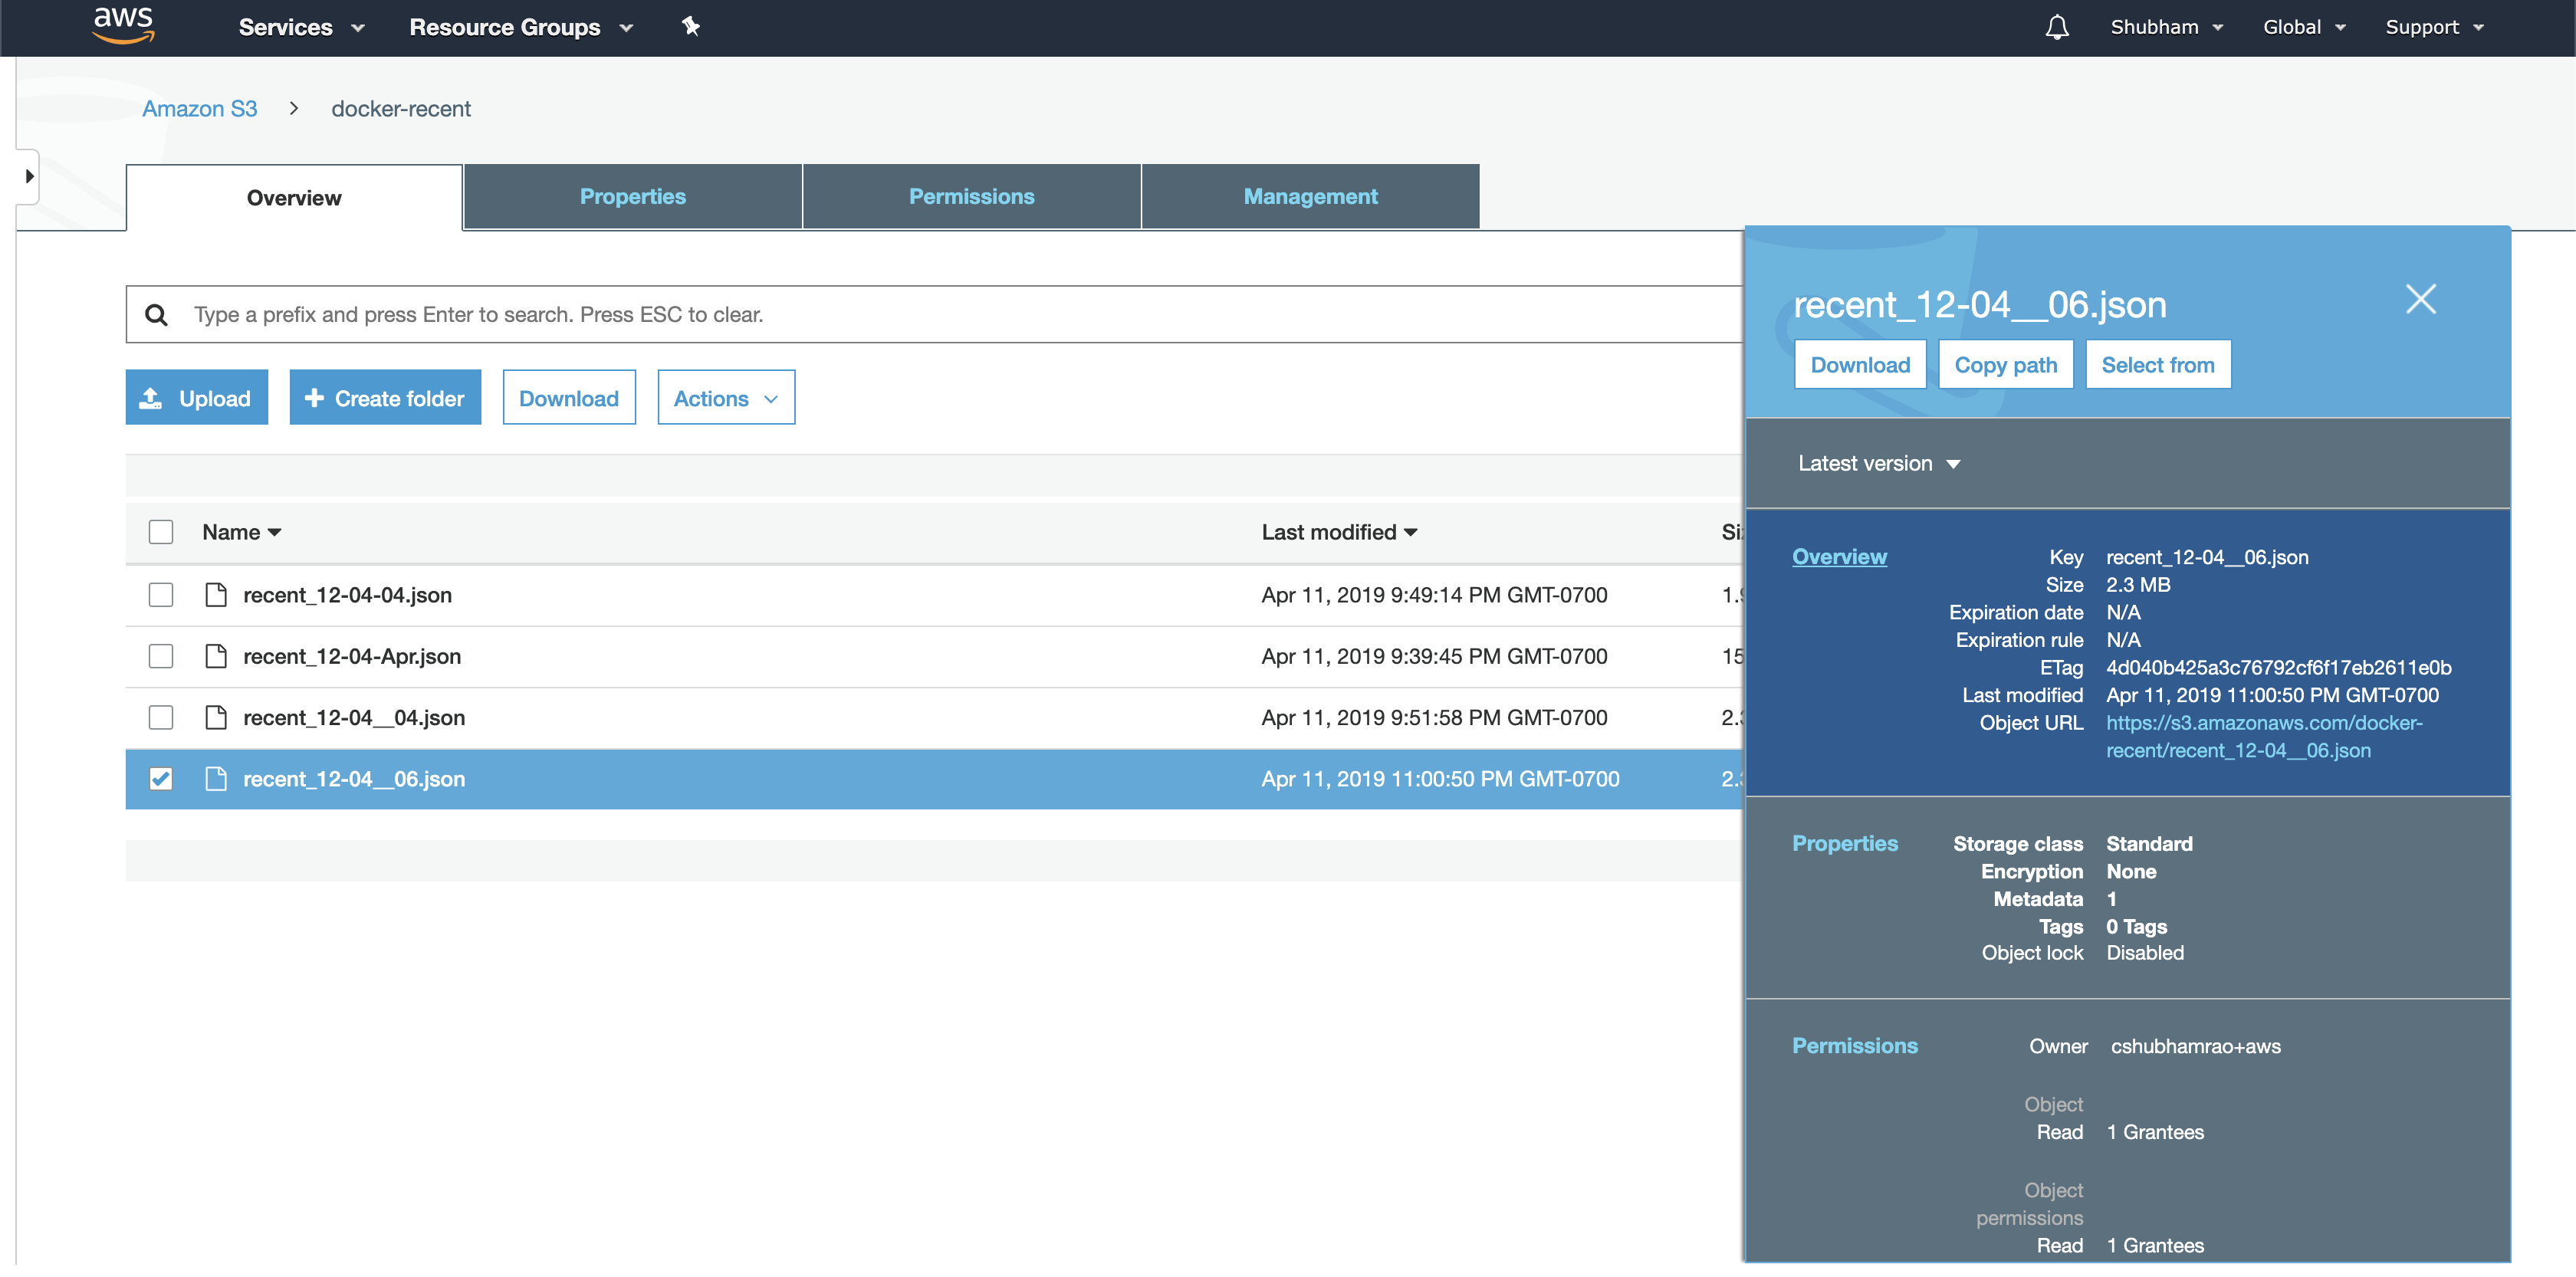 aws Services Resource Groups Shubham Global Support
Amazon S3 > docker-recent
Overview Properties Permissions Management
Type a prefix and press Enter to search. Press ESC to clear.
Upload Create folder Download Actions
Name Last modified
recent_12-04-04.json Apr 11, 2019 9:49:14 PM GMT-0700
recent_12-04-Apr.json Apr 11, 2019 9:39:45 PM GMT-0700
recent_12-04__04.json Apr 11, 2019 9:51:58 PM GMT-0700
recent_12-04__06.json Apr 11, 2019 11:00:50 PM GMT-0700
recent_12-04__06.json
Download Copy path Select from
Latest version
Overview Key recent_12-04__06.json
Size 2.3 MB
Expiration date N/A
Expiration rule N/A
ETag 4d040b425a3c76792cf6f17eb2611e0b
Last modified Apr 11, 2019 11:00:50 PM GMT-0700
Object URL https://s3.amazonaws.com/docker-
recent/recent_12-04__06.json
Properties Storage class Standard
Encryption None
Metadata 1
Tags 0 Tags
Object lock Disabled
Permissions Owner cshubhamrao+aws
Object
Read 1 Grantees
Object
permissions
Read 1 Grantees